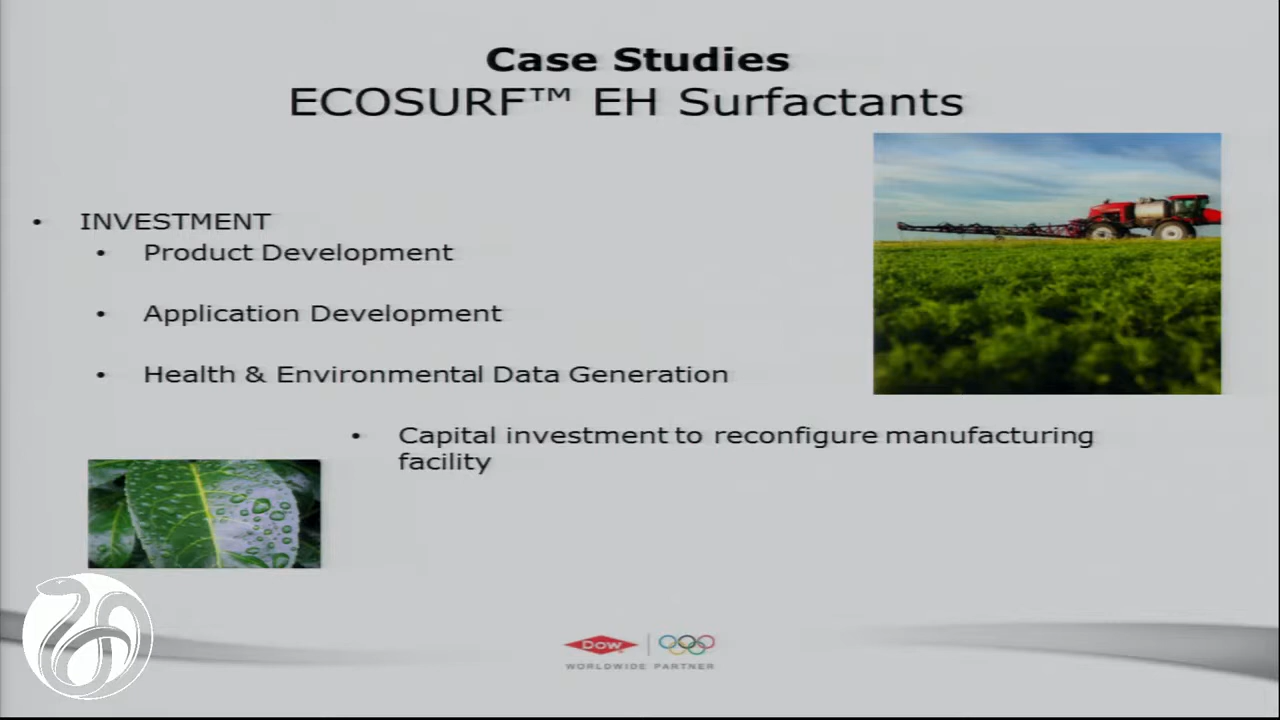 Case Studies
ECOSURF™ EH Surfactants
• INVESTMENT
• Product Development
• Application Development
• Health & Environmental Data Generation
• Capital investment to reconfigure manufacturing
facility
Dow
WORLDWIDE PARTNER